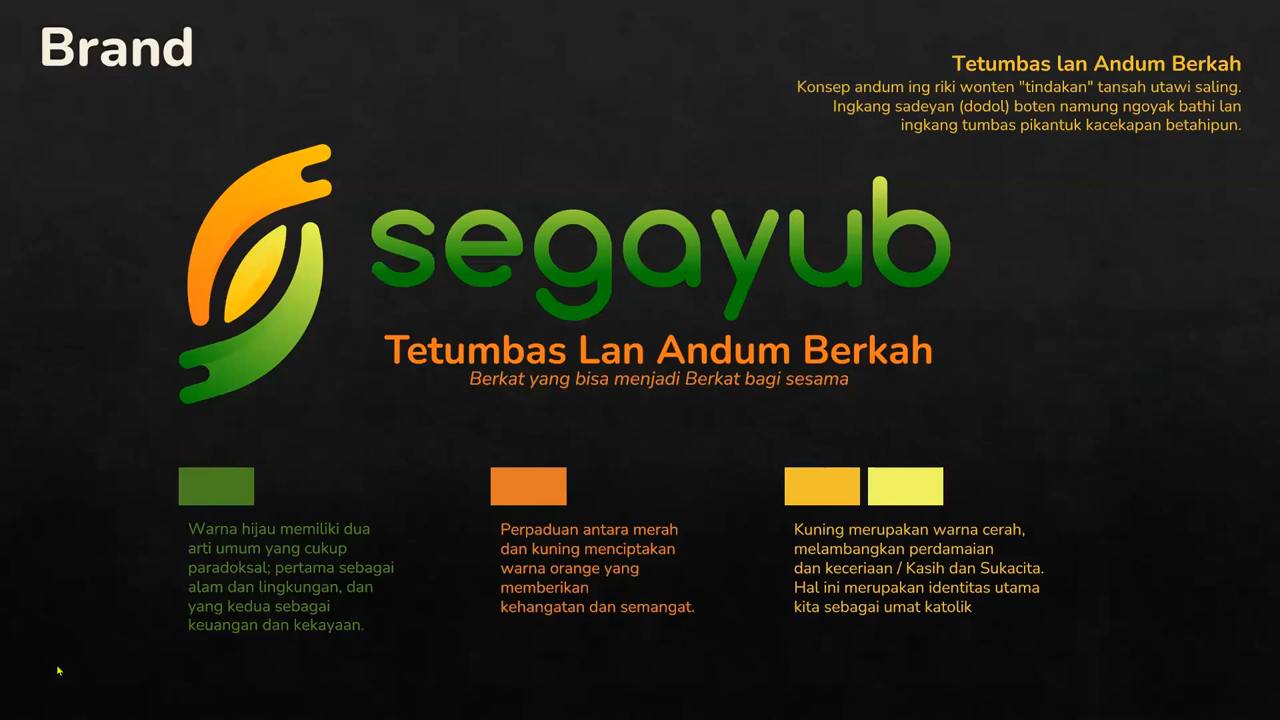 Brand
Tetumbas lan Andum Berkah
Konsep andum ing riki wonten "tindakan" tansah utawi saling.
Ingkang sadeyan (dodol) boten namung ngoyak bathi lan
ingkang tumbas pikantuk kacekapan betahipun.
segayub
Tetumbas Lan Andum Berkah
Berkat yang bisa menjadi Berkat bagi sesama
Warna hijau memiliki dua
arti umum yang cukup
paradoksal; pertama sebagai
alam dan lingkungan, dan
yang kedua sebagai
keuangan dan kekayaan.
Perpaduan antara merah
dan kuning menciptakan
warna orange yang
memberikan
kehangatan dan semangat.
Kuning merupakan warna cerah,
melambangkan perdamaian
dan keceriaan / Kasih dan Sukacita.
Hal ini merupakan identitas utama
kita sebagai umat katolik